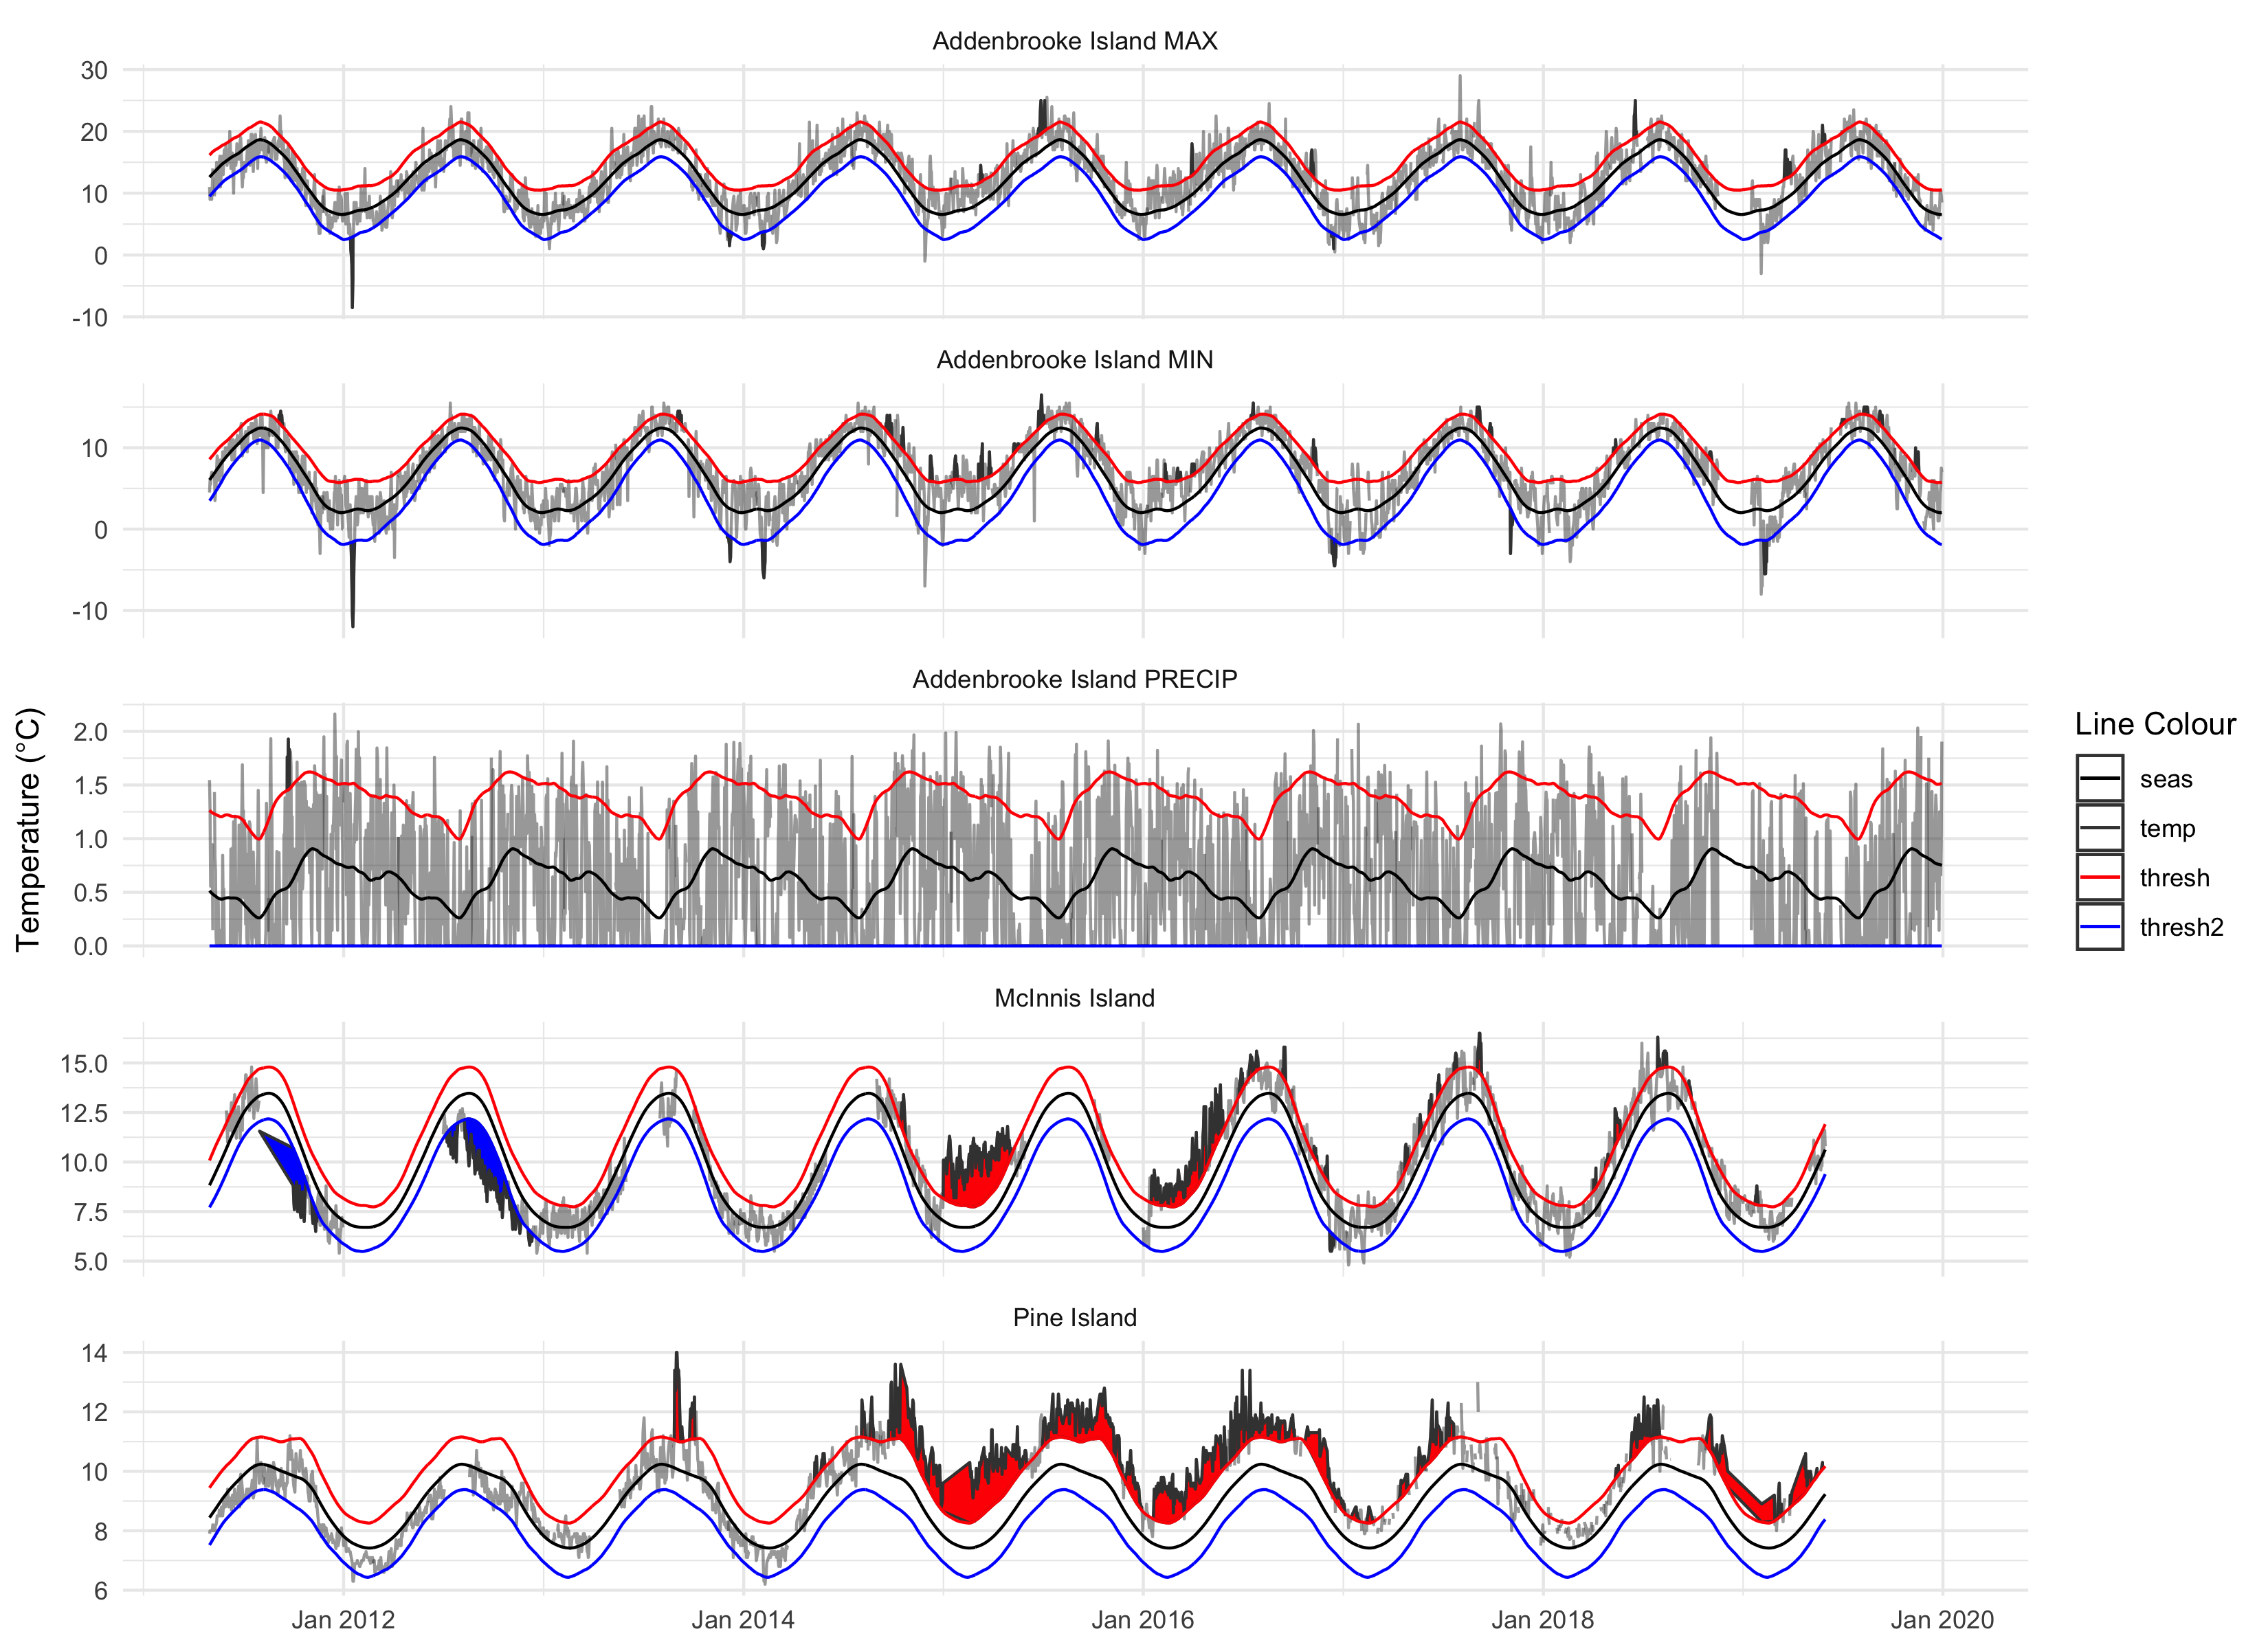 Addenbrooke Island MAX
30
20
10
0
-10
Addenbrooke Island MIN
10
0
-10
Addenbrooke Island PRECIP
2.0
1.5
1.0
0.5
0.0
Temperature (°C)
Line Colour
seas
temp
thresh
thresh2
McInnis Island
15.0
12.5
10.0
7.5
5.0
Pine Island
14
12
10
8
6
Jan 2012 Jan 2014 Jan 2016 Jan 2018 Jan 2020